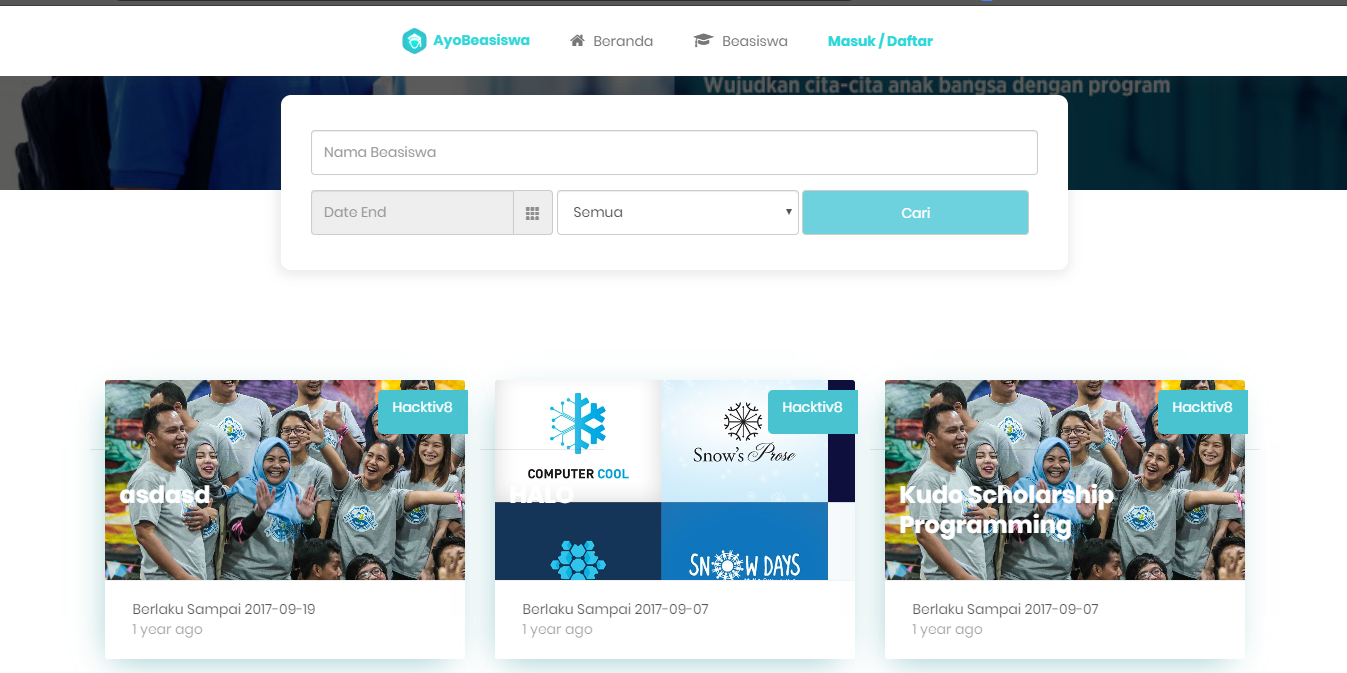 AyoBeasiswa
Beranda
Beasiswa
Masuk / Daftar
Wujudkan cita-cita anak bangsa dengan program
Nama Beasiswa
Date End
Semua
Cari
Hacktiv8
asdasd
Berlaku Sampai 2017-09-19
1 year ago
Hacktiv8
COMPUTER COOL
Snow's Prose
HALO
SNOW DAYS
Berlaku Sampai 2017-09-07
1 year ago
Hacktiv8
Kudo Scholarship
Programming
Berlaku Sampai 2017-09-07
1 year ago